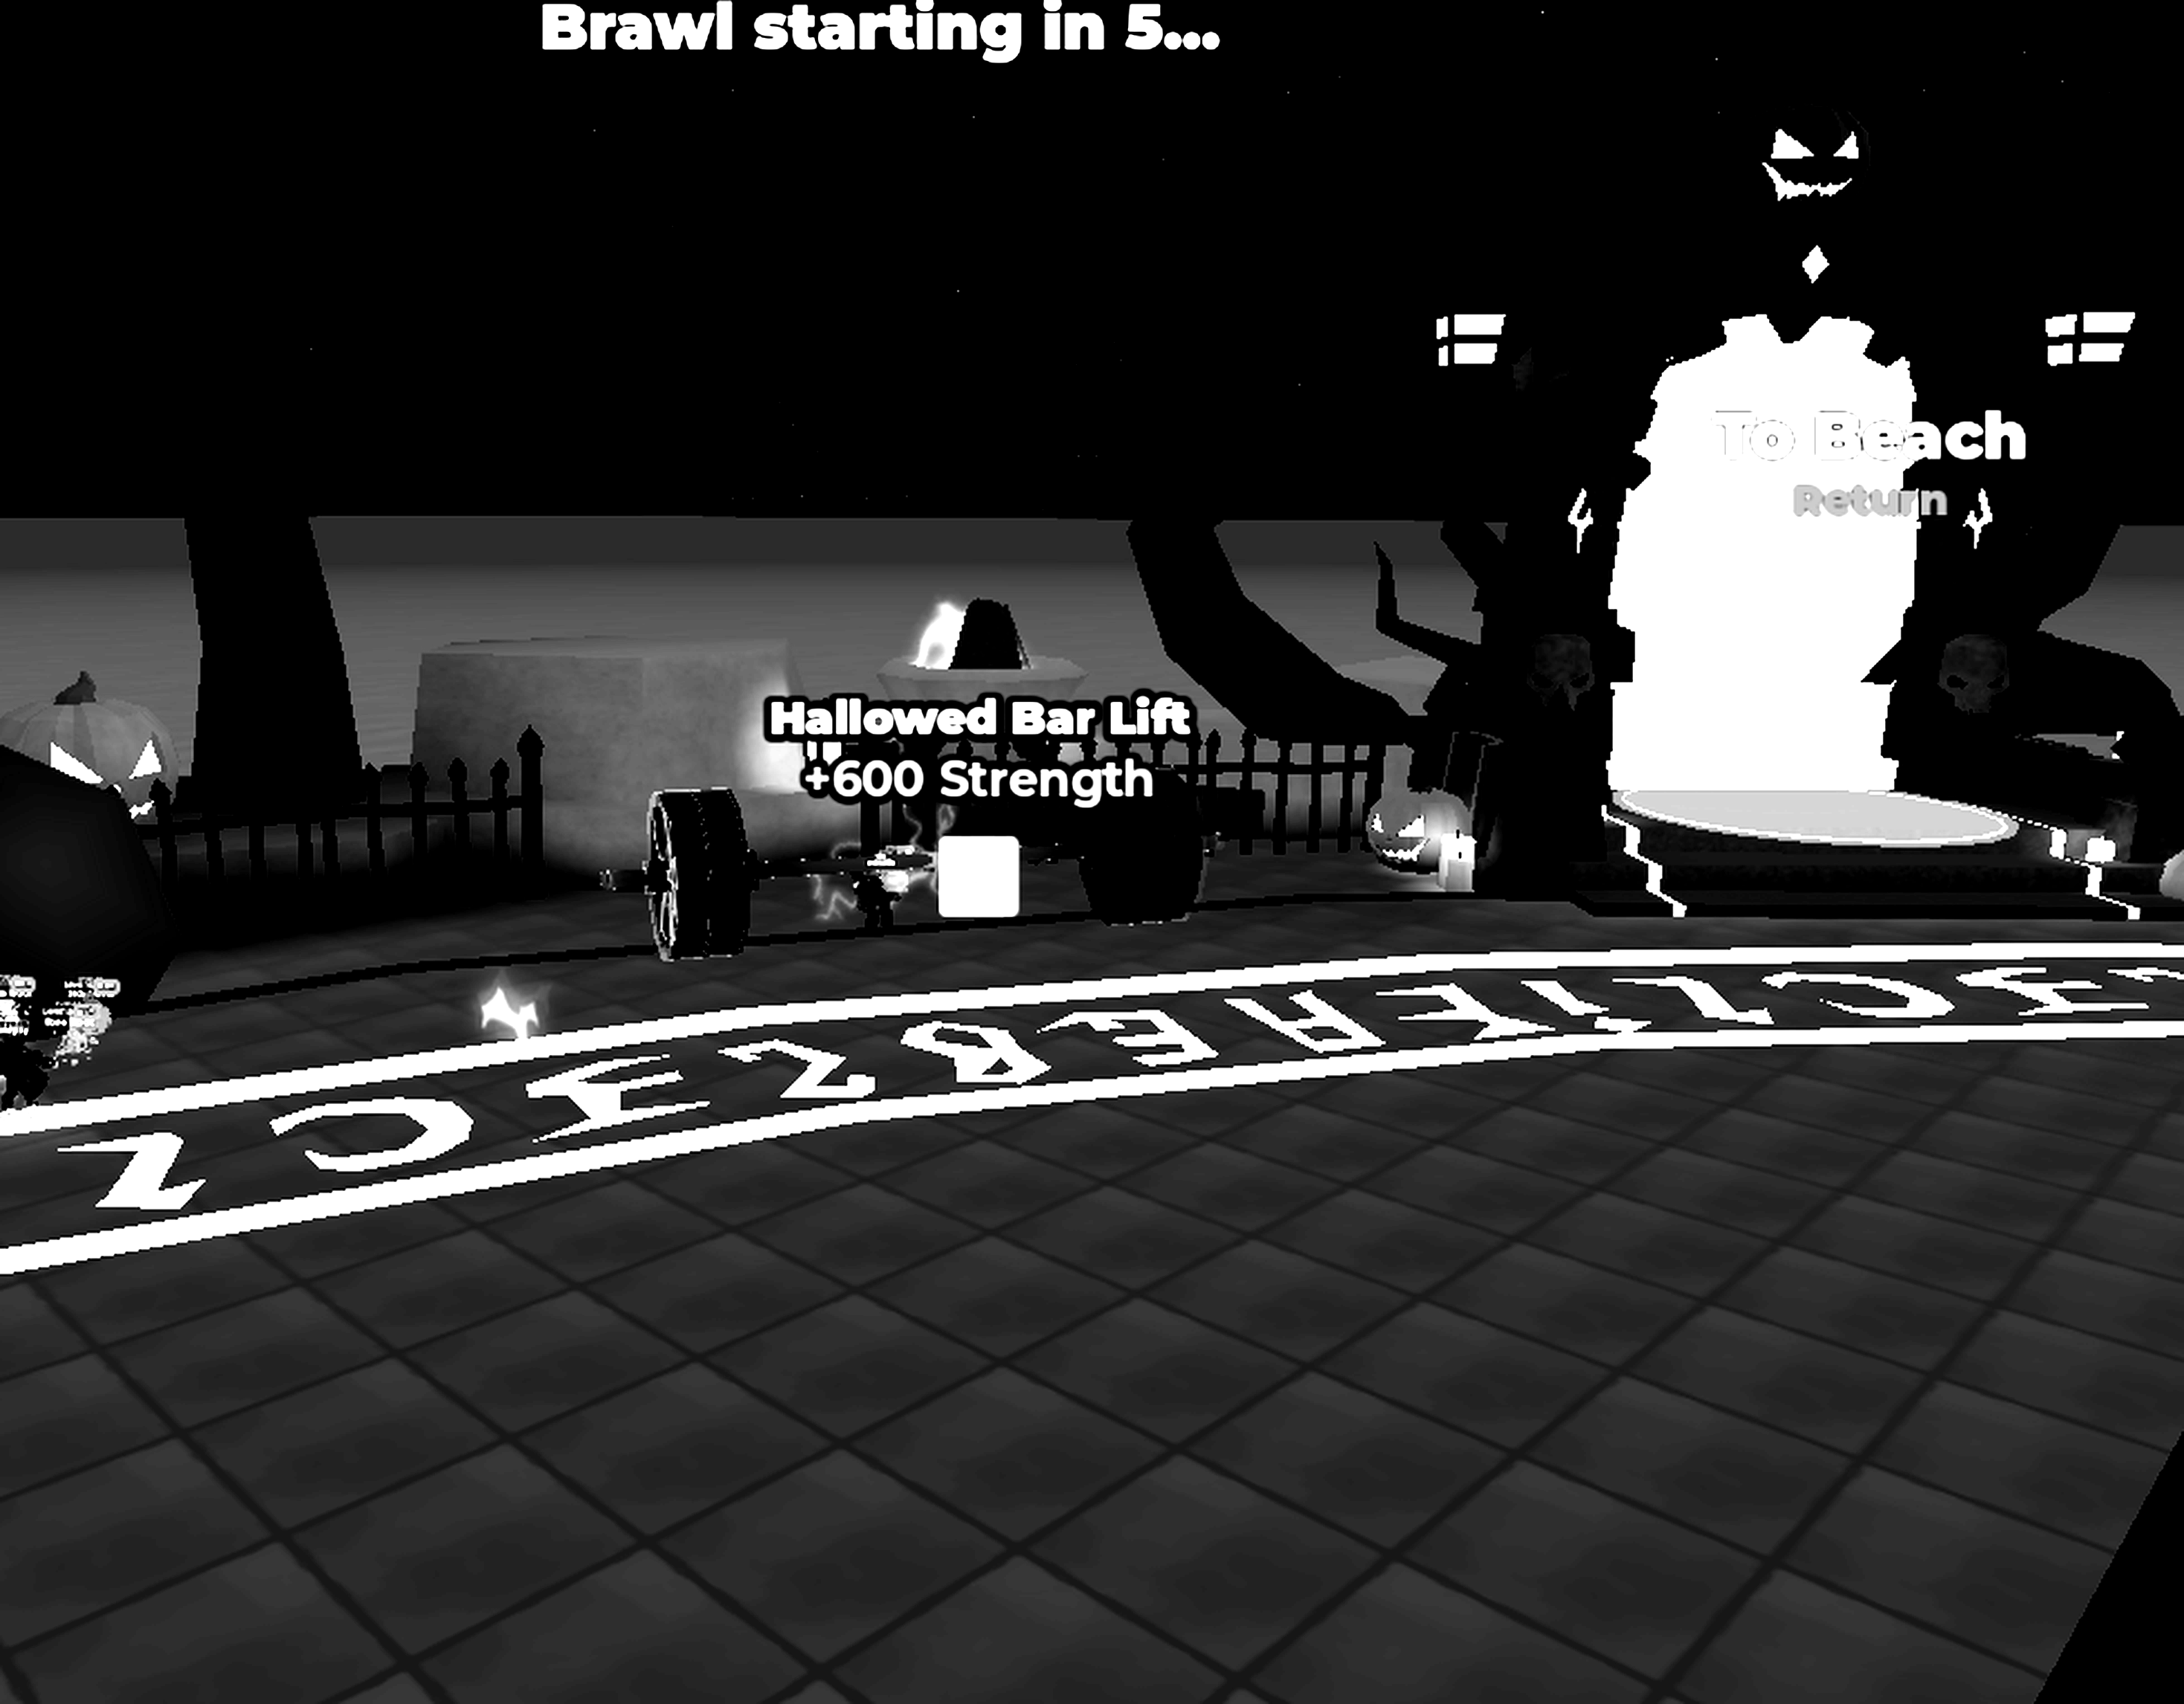 Brawl starting in 5...
To Beach
Return
Hallowed Bar Lift
+600 Strength